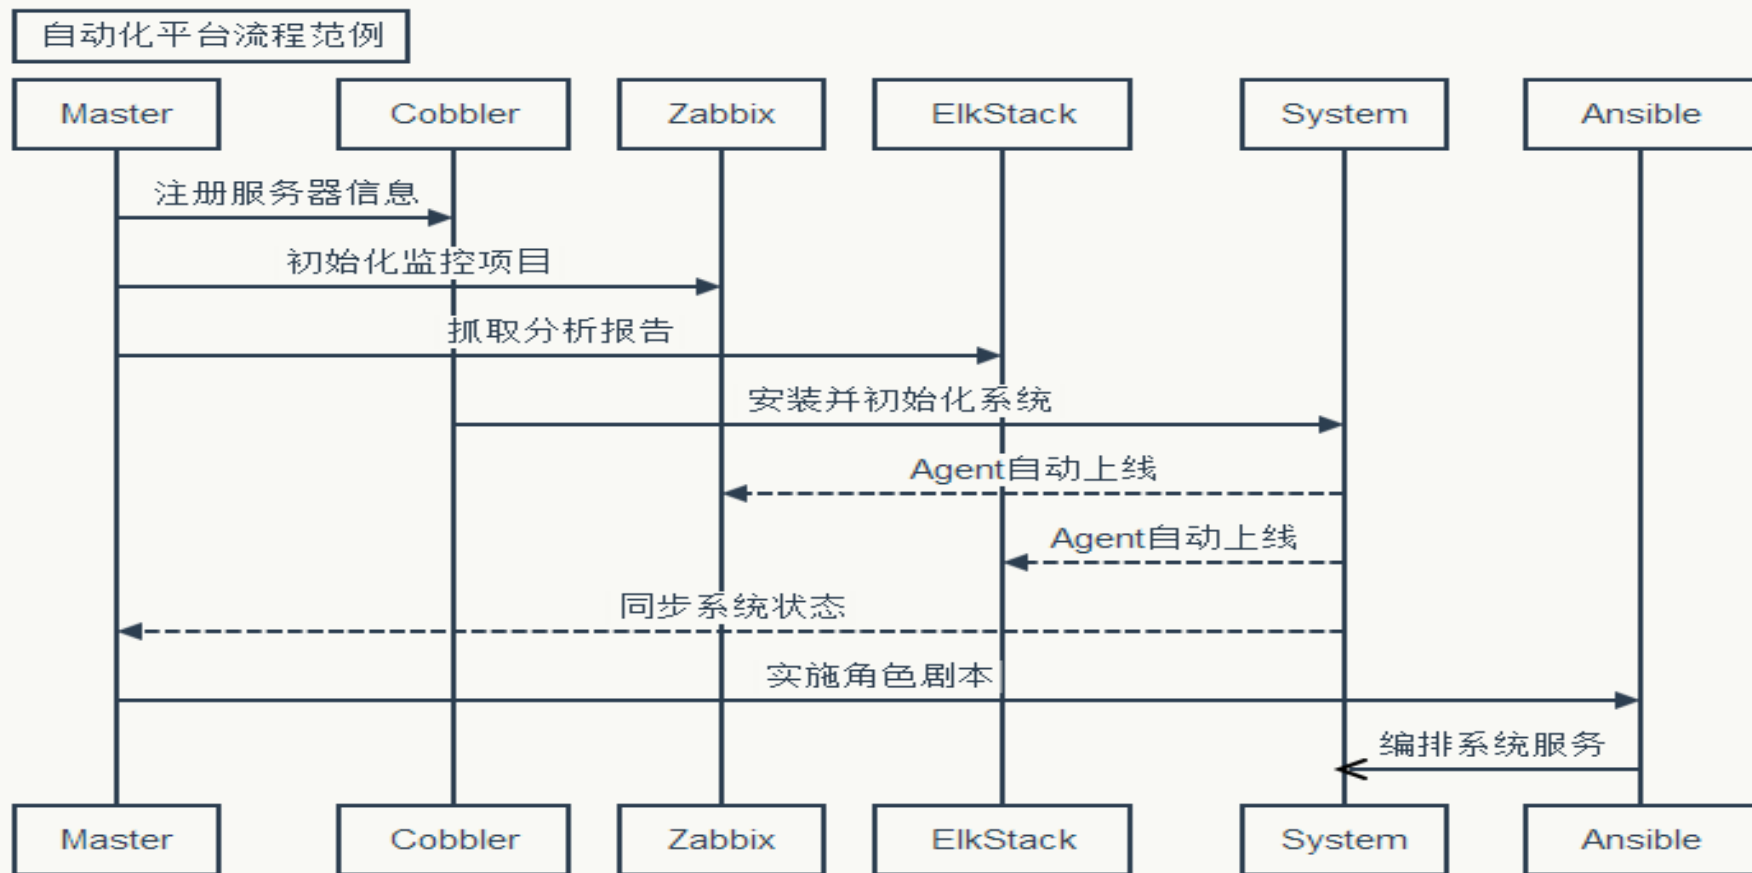 自动化平台流程范例
Master Cobbler Zabbix ElkStack System Ansible
注册服务器信息
初始化监控项目
抓取分析报告
安装并初始化系统
Agent自动上线
Agent自动上线
同步系统状态
实施角色剧本
编排系统服务
Master Cobbler Zabbix ElkStack System Ansible